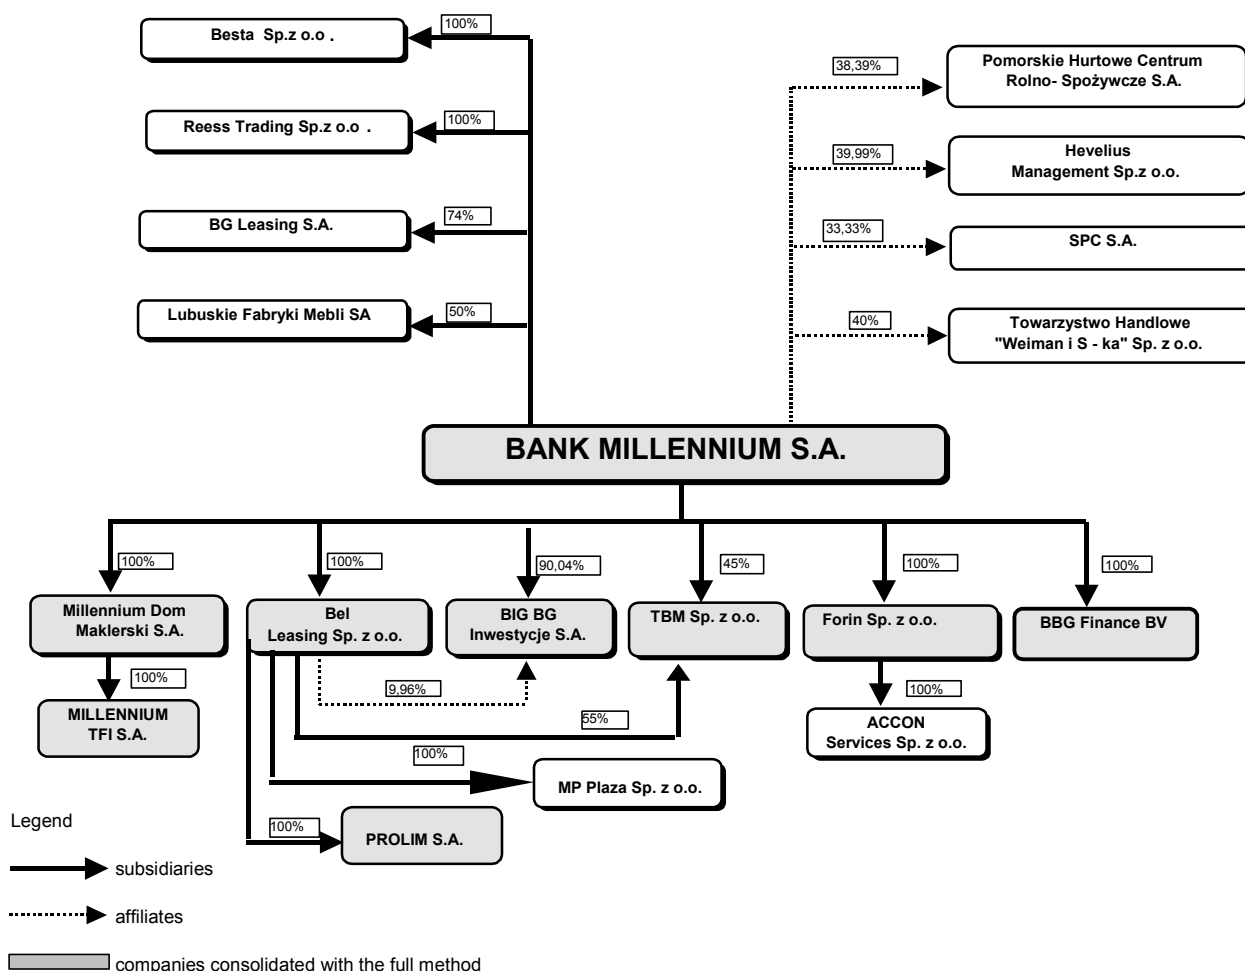 100%
Besta Sp.z o.o .
38,39%
Pomorskie Hurtowe Centrum
Rolno- Spożywcze S.A.
100%
Reess Trading Sp.z o.o .
39,99%
Hevelius
Management Sp.z o.o.
74%
BG Leasing S.A.
33,33%
SPC S.A.
50%
Lubuskie Fabryki Mebli SA
40%
Towarzystwo Handlowe
"Weiman i S - ka" Sp. z o.o.
BANK MILLENNIUM S.A.
100%
100%
90,04%
45%
100%
100%
Millennium Dom
Maklerski S.A.
Bel
Leasing Sp. z o.o.
BIG BG
Inwestycje S.A.
TBM Sp. z o.o.
Forin Sp. z o.o.
BBG Finance BV
100%
9,96%
100%
MILLENNIUM
TFI S.A.
55%
ACCON
Services Sp. z o.o.
100%
MP Plaza Sp. z o.o.
100%
PROLIM S.A.
Legend
subsidiaries
affiliates
companies consolidated with the full method